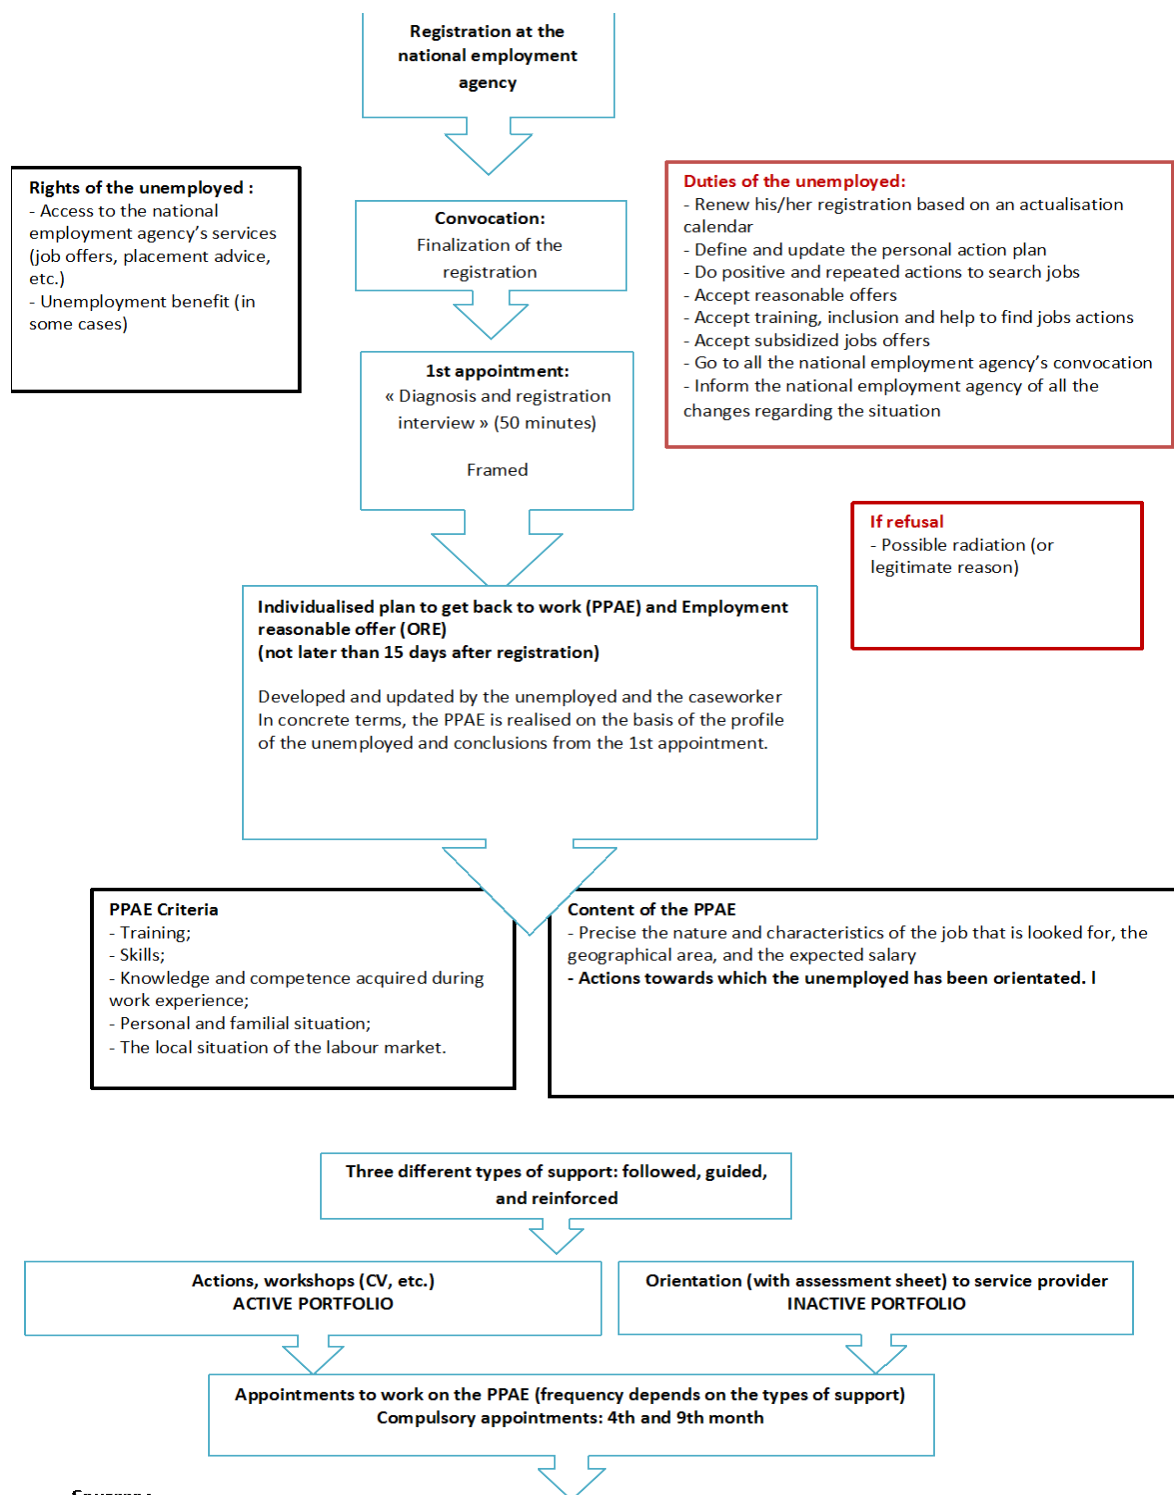 Registration at the
national employment
agency
Rights of the unemployed :
- Access to the national
employment agency's services
(job offers, placement advice,
etc.)
- Unemployment benefit (in
some cases)
Convocation:
Finalization of the
registration
Duties of the unemployed:
- Renew his/her registration based on an actualisation
calendar
- Define and update the personal action plan
- Do positive and repeated actions to search jobs
- Accept reasonable offers
- Accept training, inclusion and help to find jobs actions
- Accept subsidized jobs offers
- Go to all the national employment agency's convocation
- Inform the national employment agency of all the
changes regarding the situation
1st appointment:
« Diagnosis and registration
interview » (50 minutes)
Framed
If refusal
- Possible radiation (or
legitimate reason)
Individualised plan to get back to work (PPAE) and Employment
reasonable offer (ORE)
(not later than 15 days after registration)
Developed and updated by the unemployed and the caseworker
In concrete terms, the PPAE is realised on the basis of the profile
of the unemployed and conclusions from the 1st appointment.
PPAE Criteria
- Training;
- Skills;
- Knowledge and competence acquired during
work experience;
- Personal and familial situation;
- The local situation of the labour market.
Content of the PPAE
- Precise the nature and characteristics of the job that is looked for, the
geographical area, and the expected salary
- Actions towards which the unemployed has been orientated. l
Three different types of support: followed, guided,
and reinforced
Actions, workshops (CV, etc.)
ACTIVE PORTFOLIO
Orientation (with assessment sheet) to service provider
INACTIVE PORTFOLIO
Appointments to work on the PPAE (frequency depends on the types of support)
Compulsory appointments: 4th and 9th month